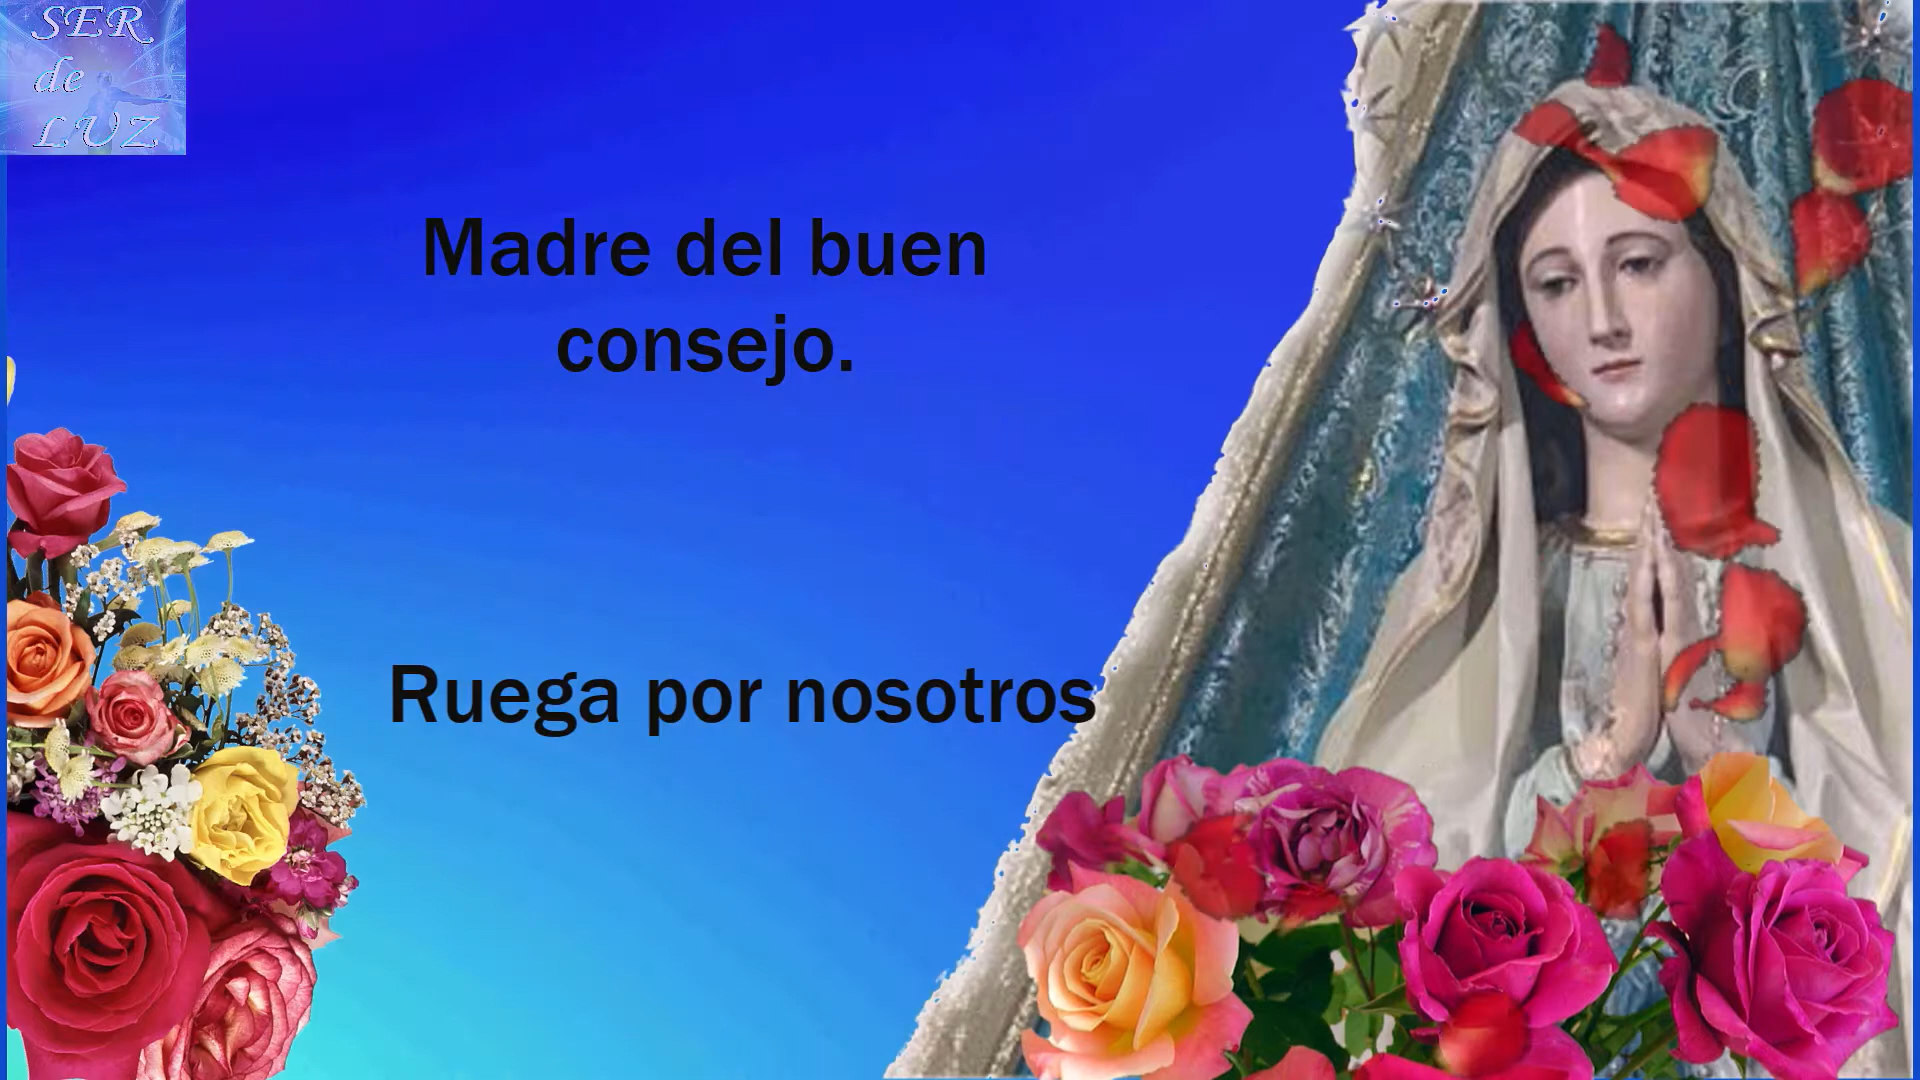 SER
de
LUZ
Madre del buen
consejo.
Ruega por nosotros